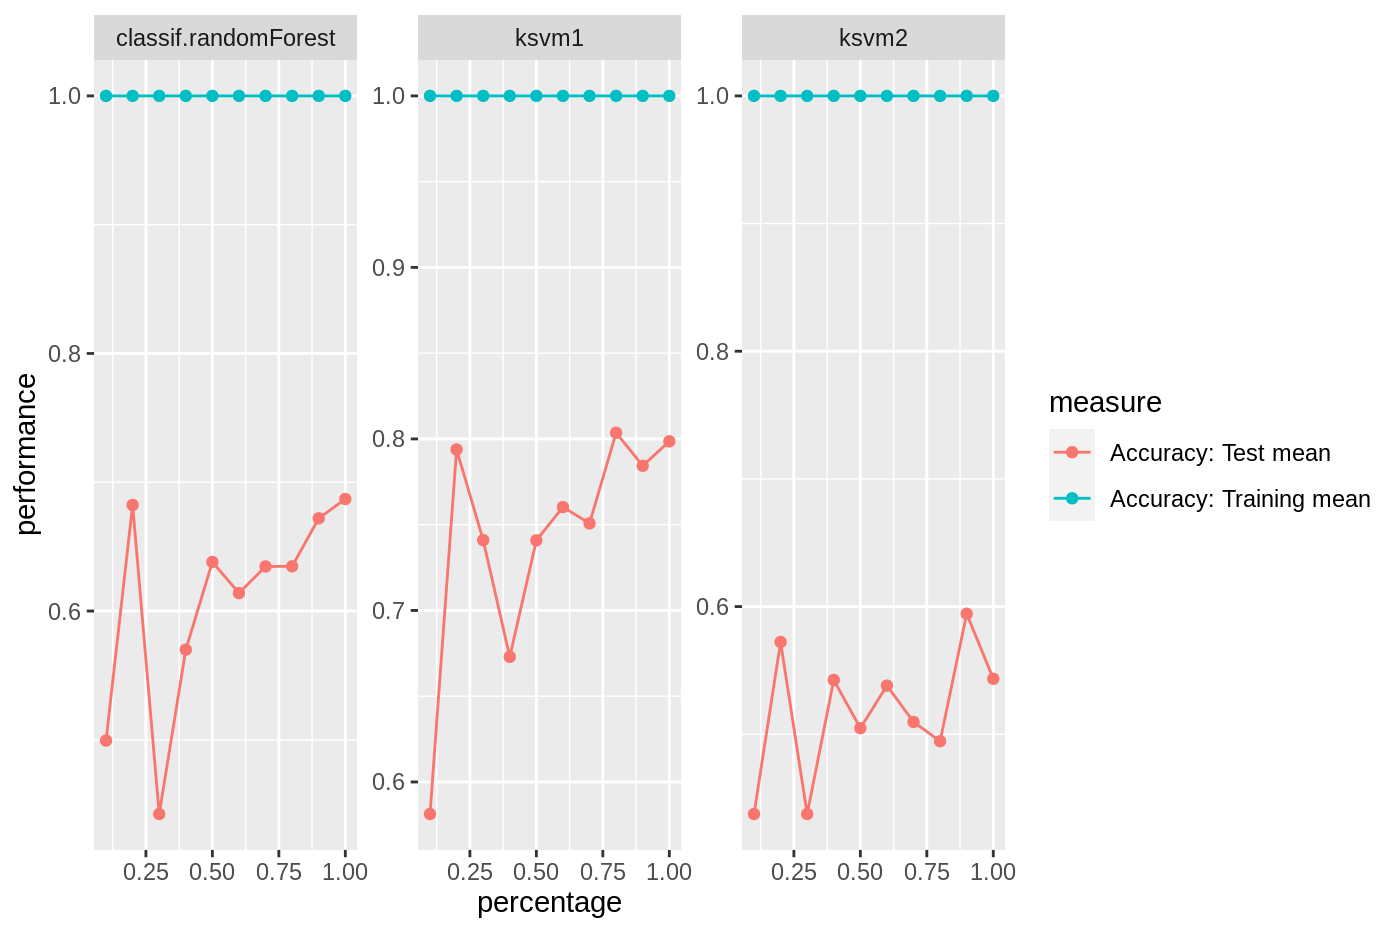 classif.randomForest
ksvm1
ksvm2
performance
1.0
0.8
0.6
1.0
0.9
0.8
0.7
0.6
1.0
0.8
0.6
0.25 0.50 0.75 1.00
0.25 0.50 0.75 1.00
0.25 0.50 0.75 1.00
percentage
measure
Accuracy: Test mean
Accuracy: Training mean